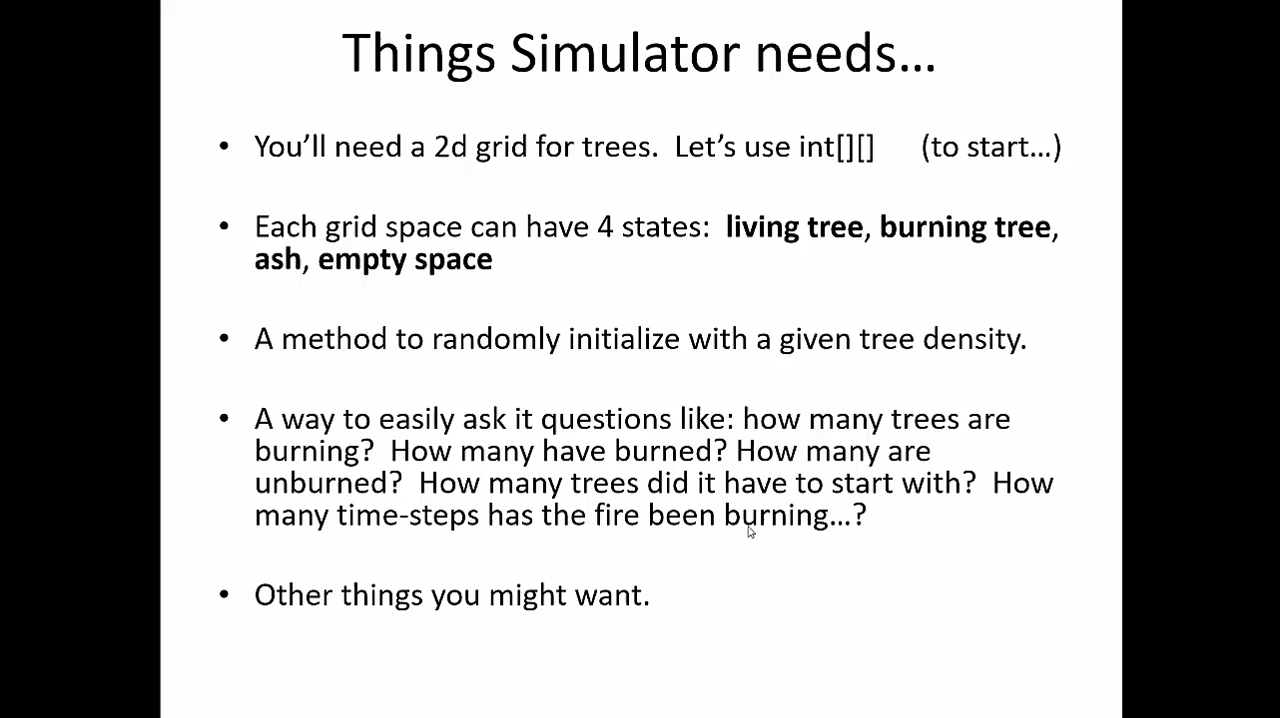 Things Simulator needs…
• You'll need a 2d grid for trees.  Let's use int[][]      (to start…)
• Each grid space can have 4 states:  living tree, burning tree,
ash, empty space
• A method to randomly initialize with a given tree density.
• A way to easily ask it questions like: how many trees are
burning?  How many have burned? How many are
unburned?  How many trees did it have to start with?  How
many time-steps has the fire been burning…?
• Other things you might want.